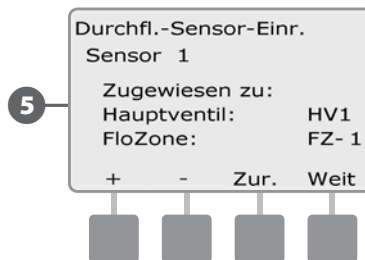 Durchfl.-Sensor-Einr.
Sensor 1
5
Zugewiesen zu:
Hauptventil: HV1
FloZone: FZ- 1
+ - Zur. Weit